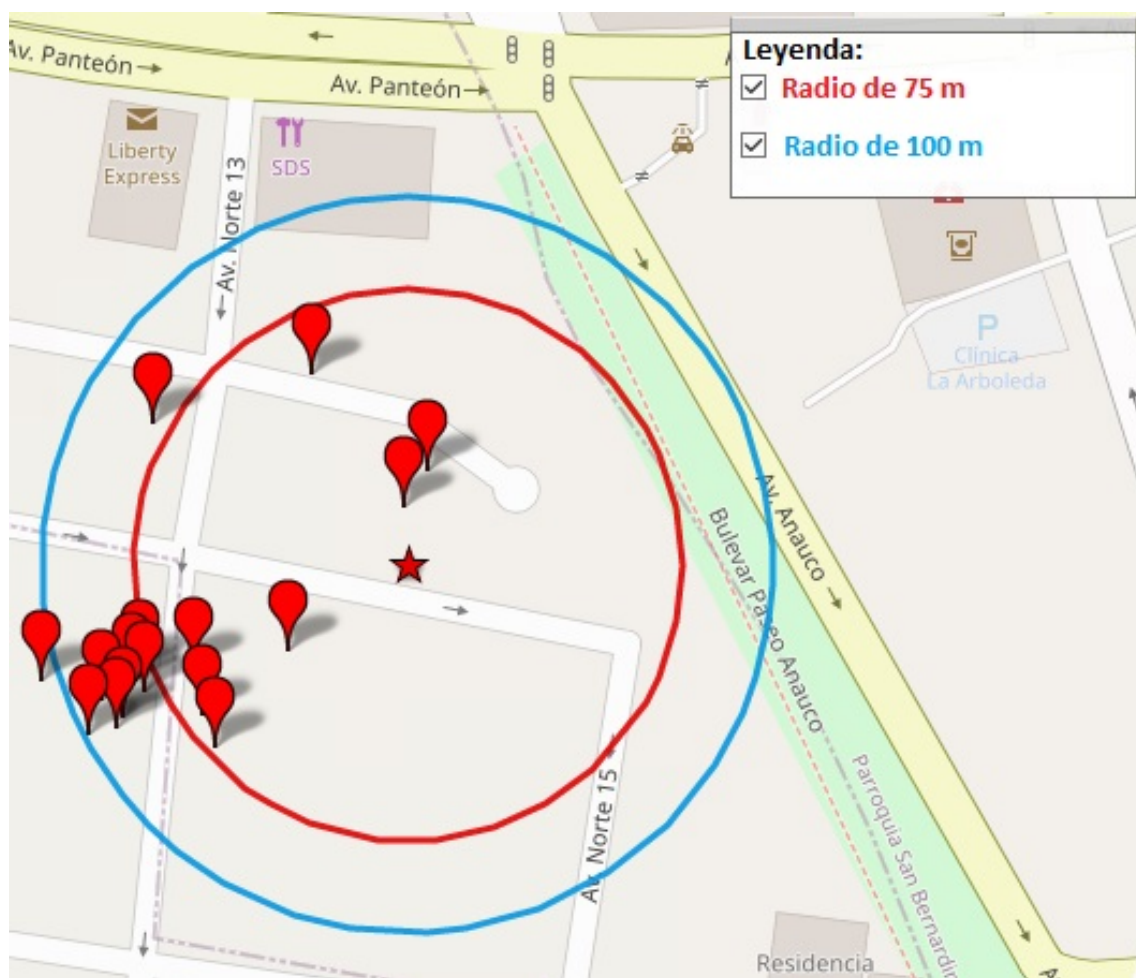 Leyenda:
Radio de 75 m
Radio de 100 m
Av. Panteón
Av. Panteón
Liberty
Express
SDS
Av. Norte 13
P
Clínica
La Arboleda
Av. Anauco
Bulevar Paseo Anauco
Parroquia San Bernardin
Av. Norte 15
Residencia